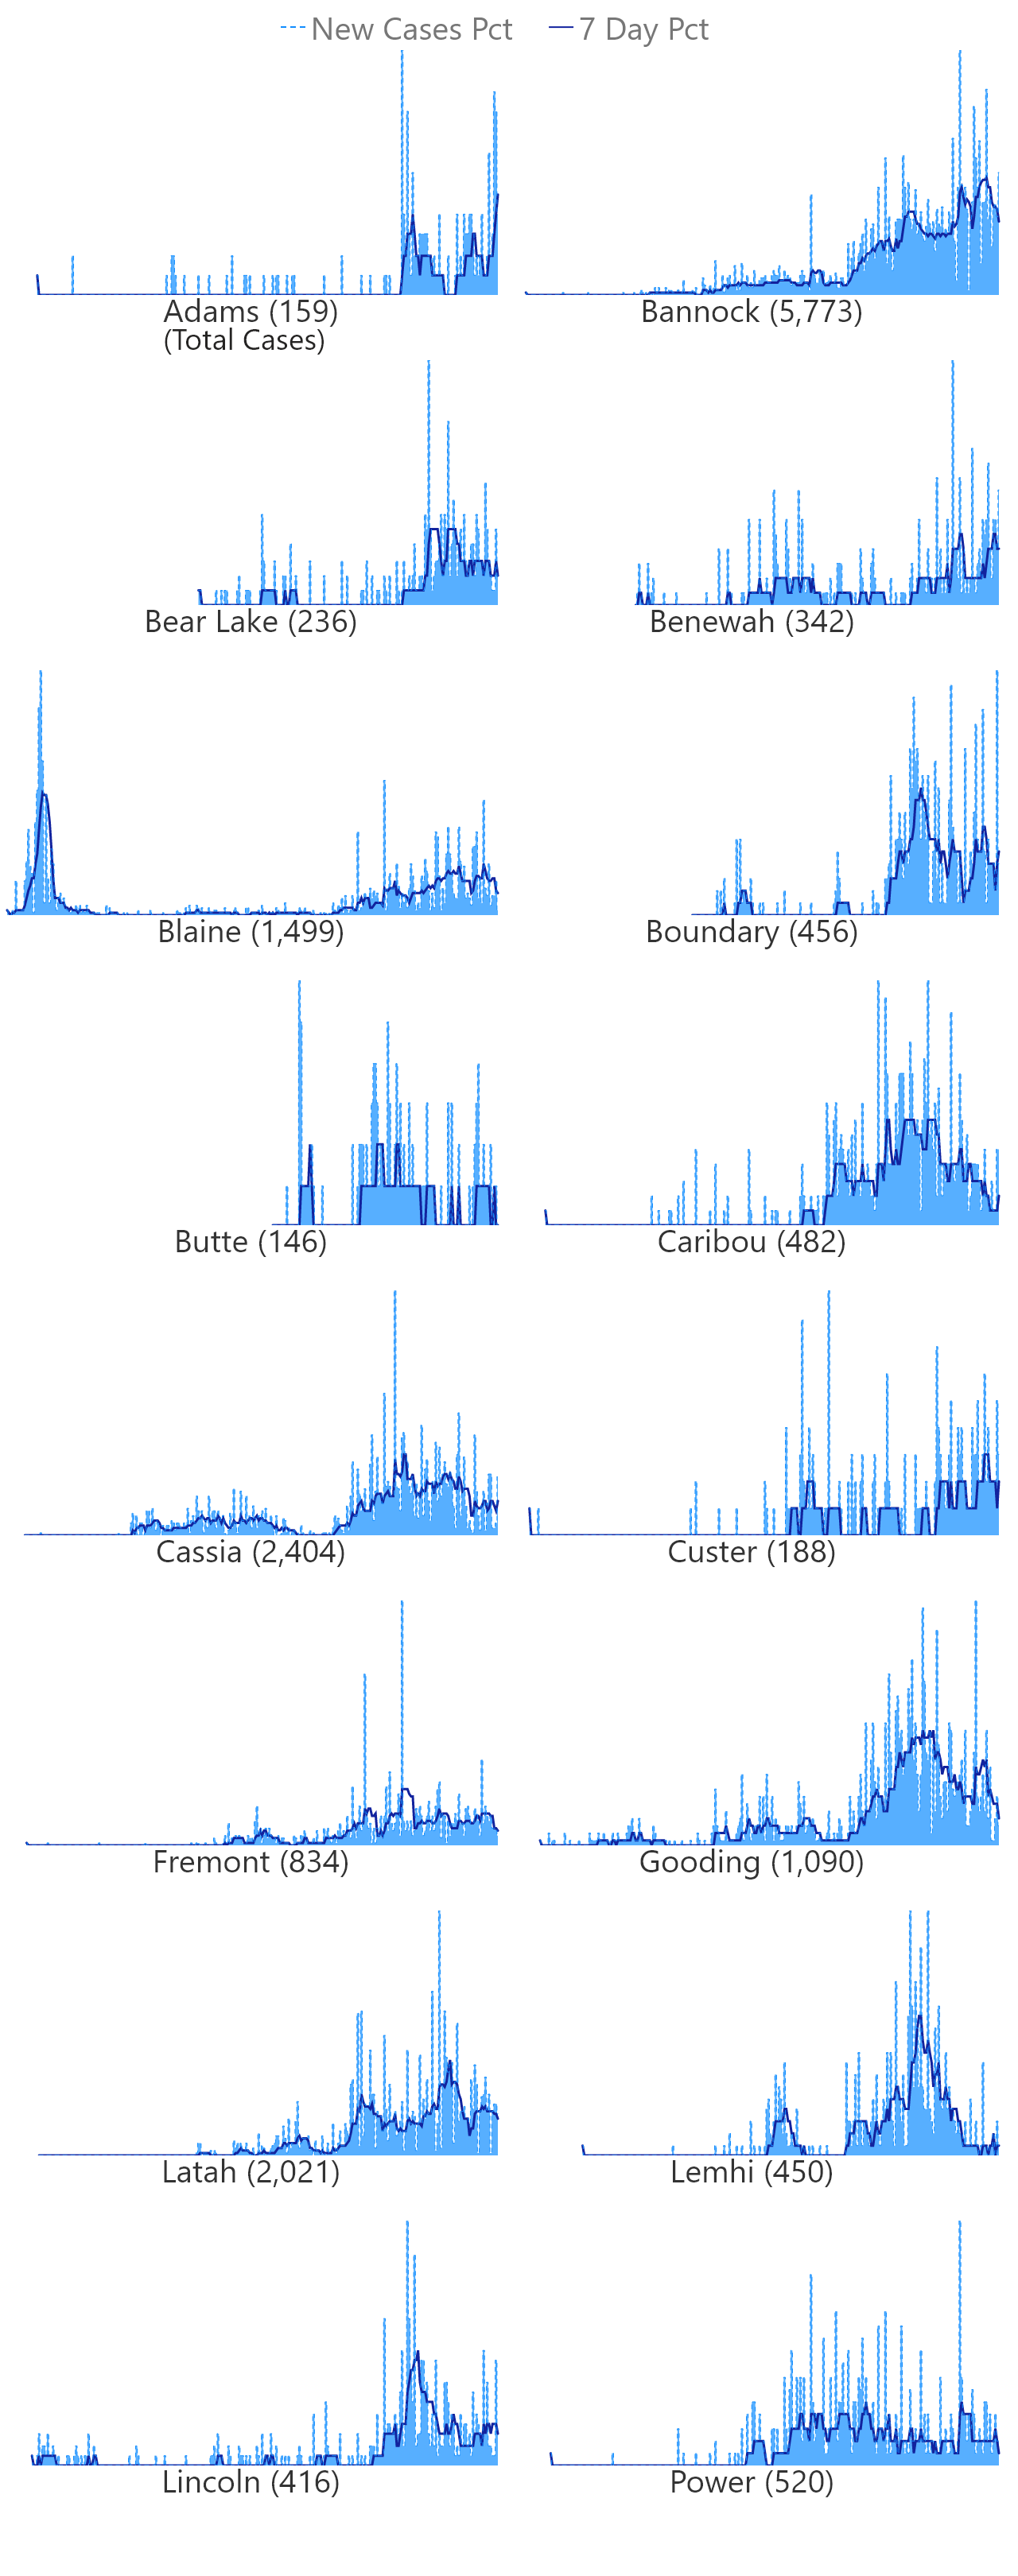 New Cases Pct 7 Day Pct
Adams (159) Bannock (5,773)
(Total Cases)
Bear Lake (236) Benewah (342)
Blaine (1,499) Boundary (456)
Butte (146) Caribou (482)
Cassia (2,404) Custer (188)
Fremont (834) Gooding (1,090)
Latah (2,021) Lemhi (450)
Lincoln (416) Power (520)